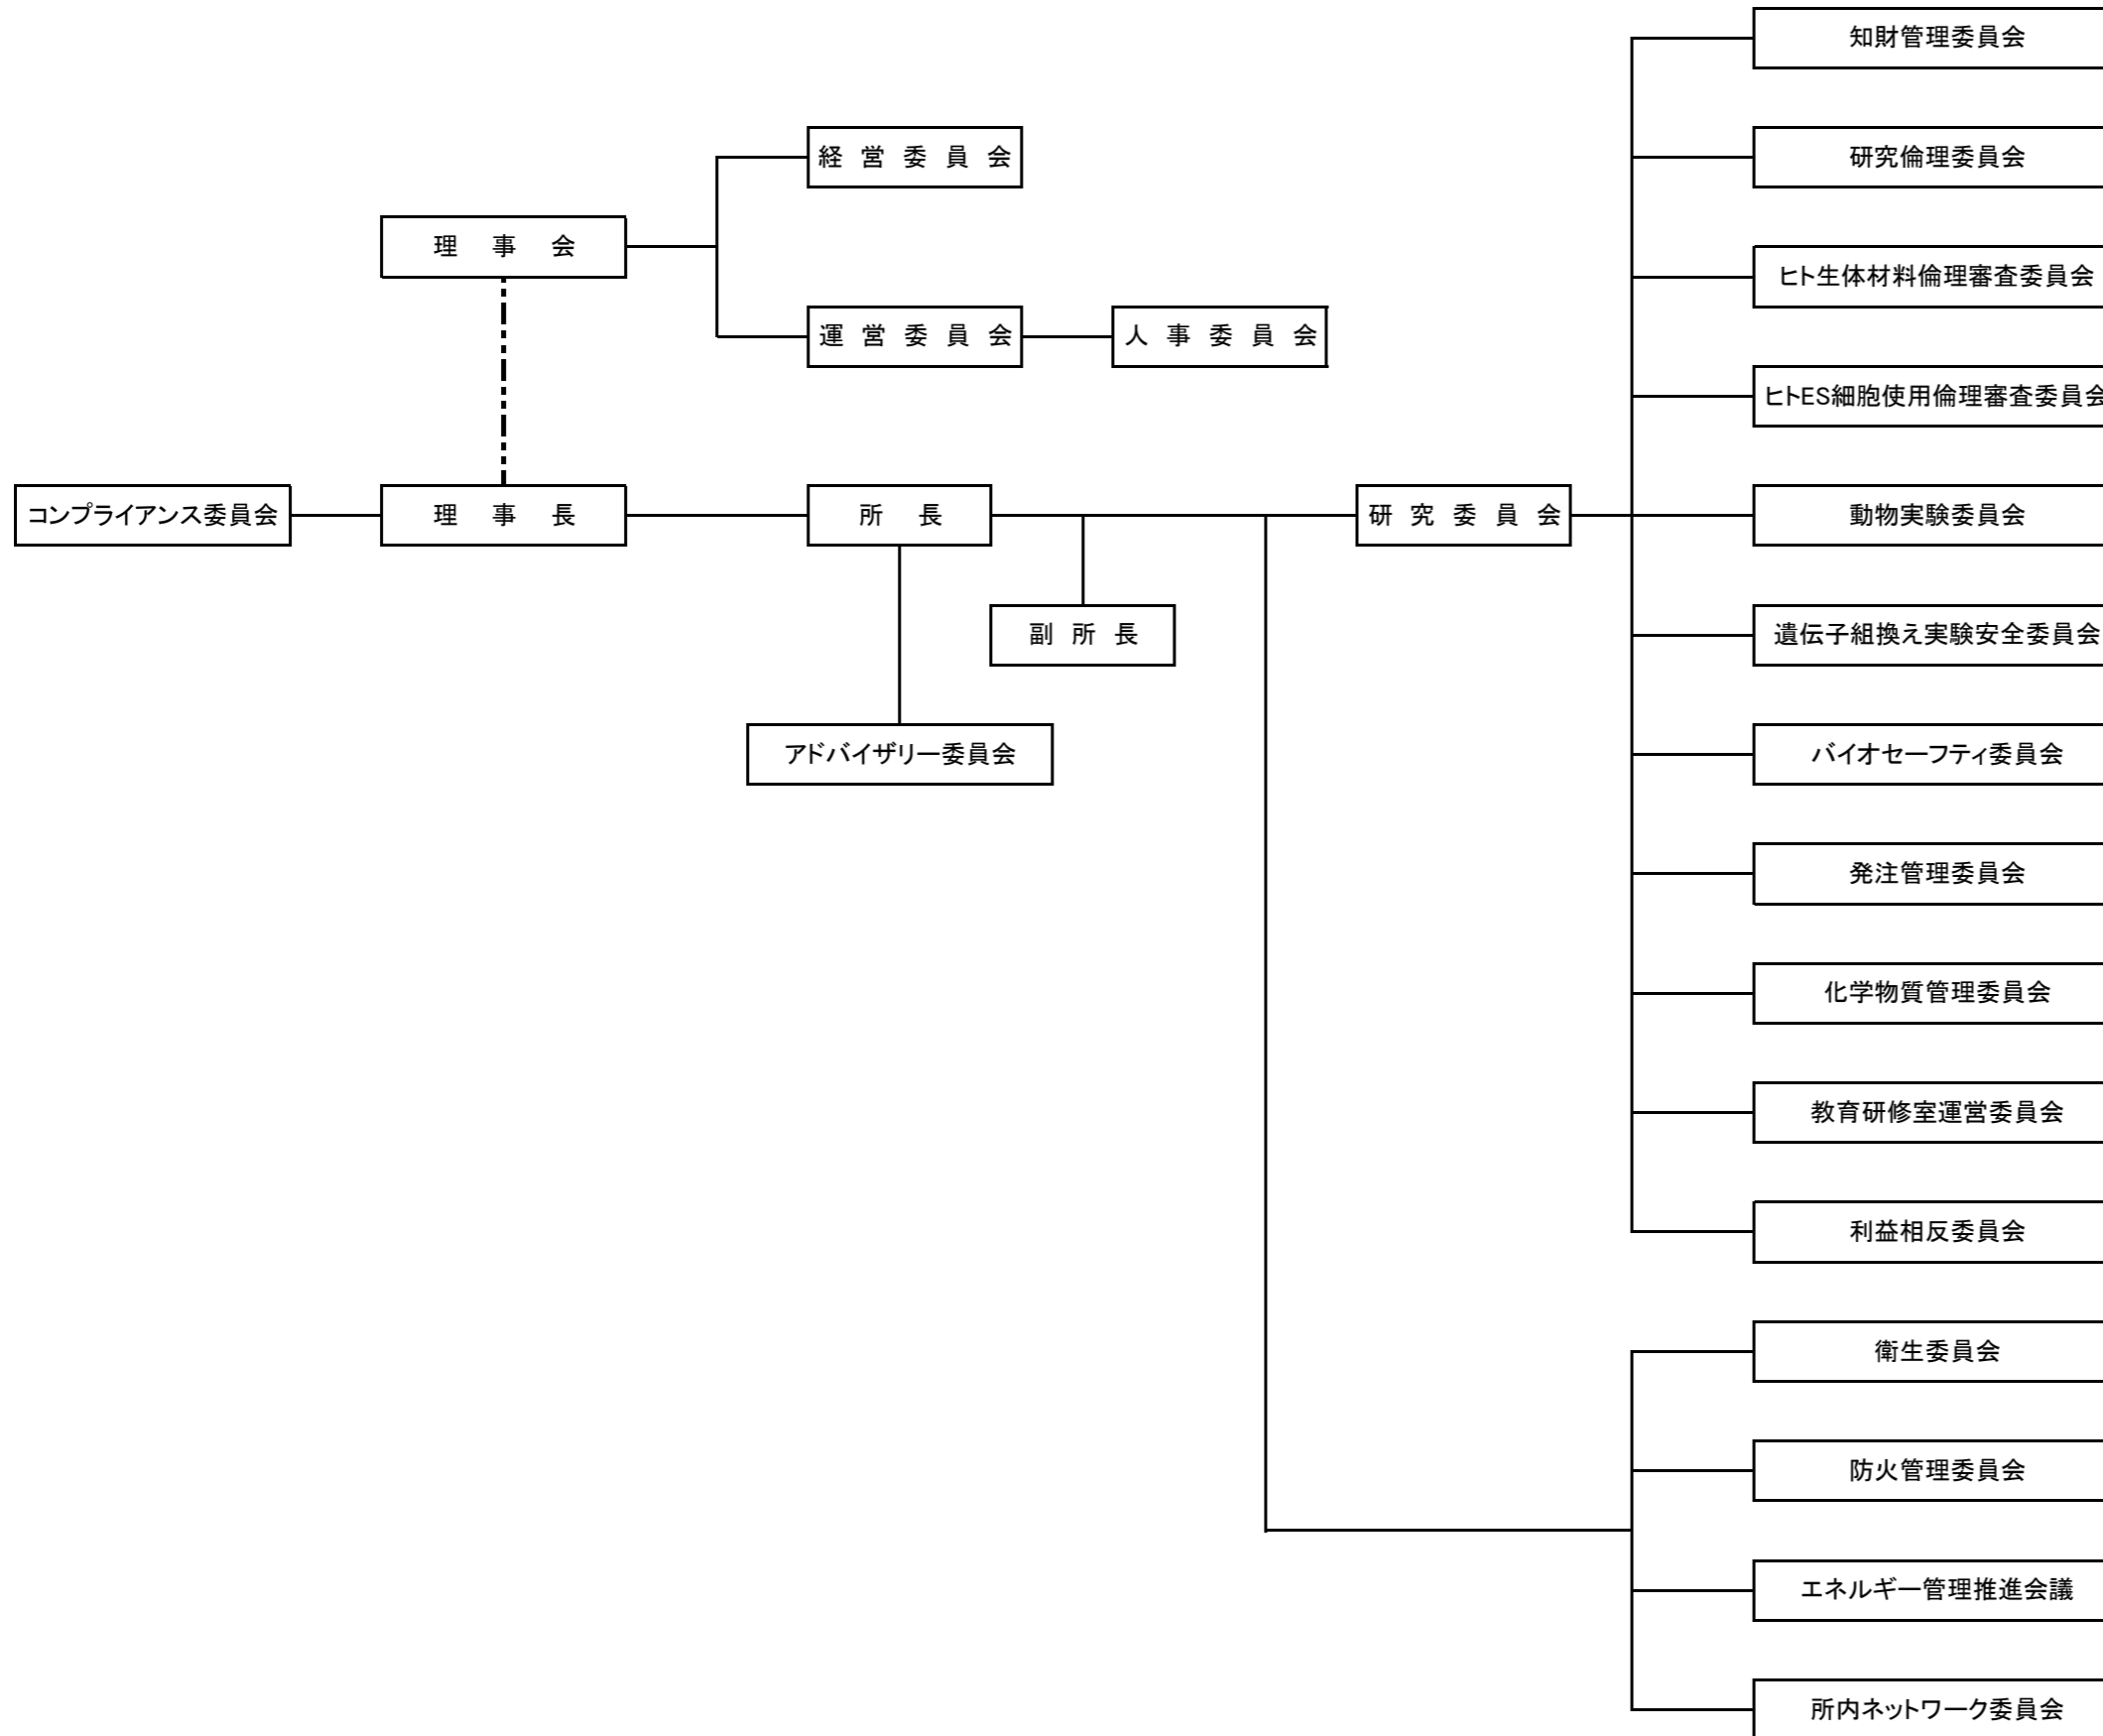 知財管理委員会
経営委員会
研究倫理委員会
理事会
ヒト生体材料倫理審査委員会
運営委員会
人事委員会
ヒトES細胞使用倫理審査委員会
コンプライアンス委員会
理事長
所長
研究委員会
動物実験委員会
副所長
遺伝子組換え実験安全委員会
アドバイザリー委員会
バイオセーフティ委員会
発注管理委員会
化学物質管理委員会
教育研修室運営委員会
利益相反委員会
衛生委員会
防火管理委員会
エネルギー管理推進会議
所内ネットワーク委員会